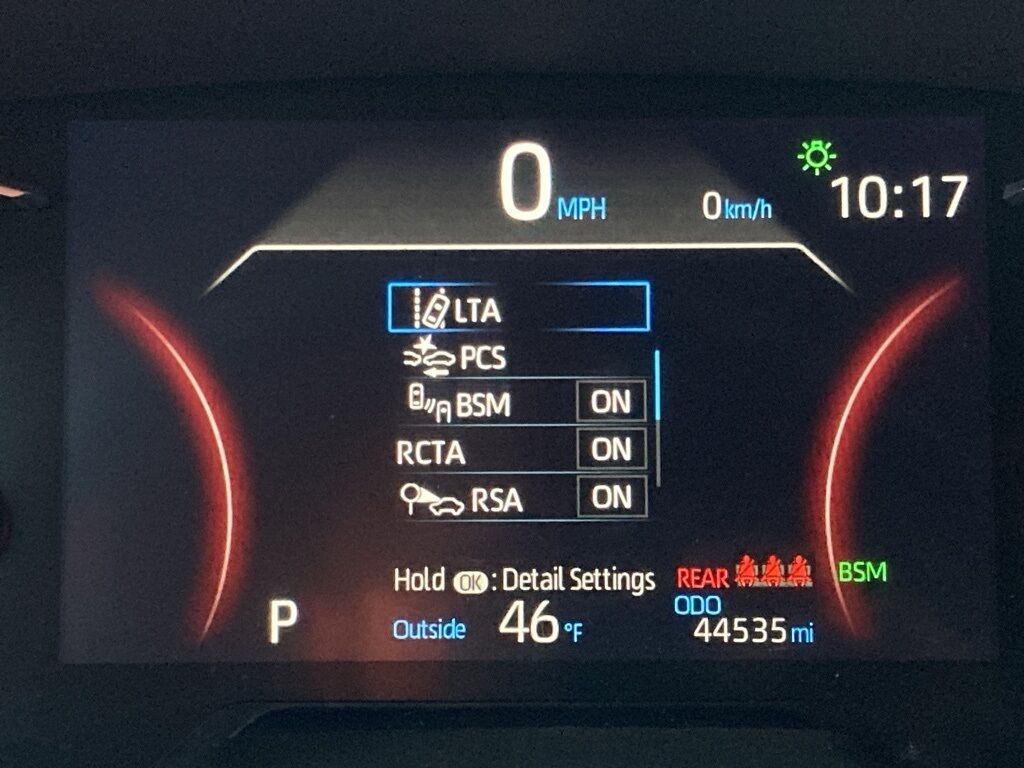 0 MPH 0 km/h 10:17
LTA
PCS
BSM ON
RCTA ON
RSA ON
Hold OK : Detail Settings REAR BSM
ODO
P Outside 46 °F 44535 mi